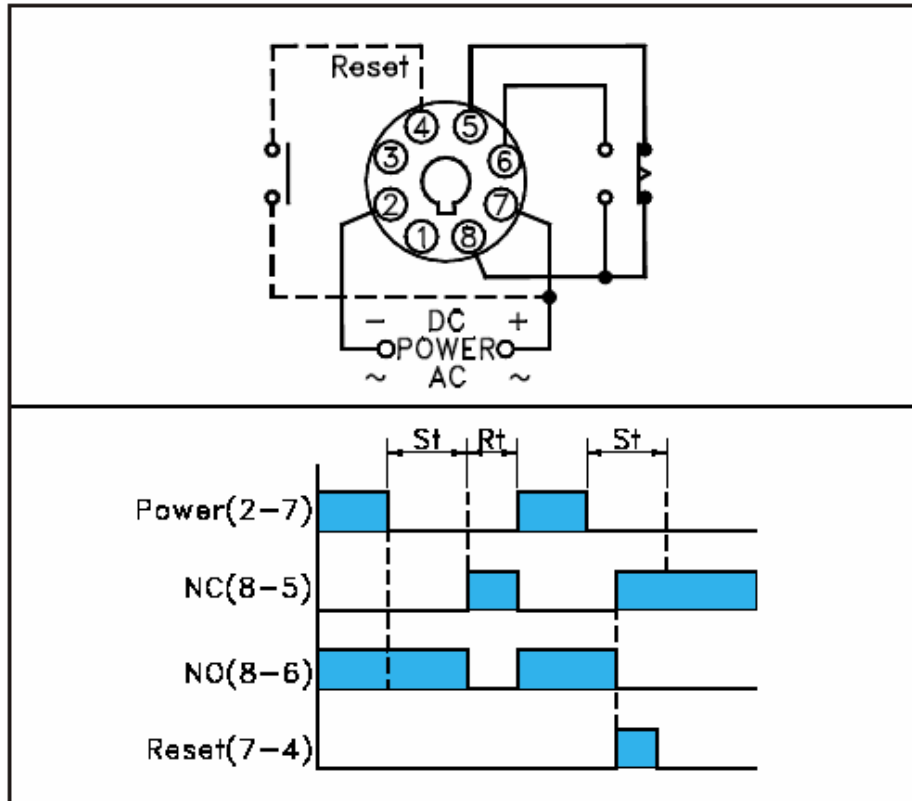 Reset
4 5
3 6
2 7
1 8
− DC +
POWER
~ AC ~
St Rt St
Power(2−7)
NC(8−5)
NO(8−6)
Reset(7−4)